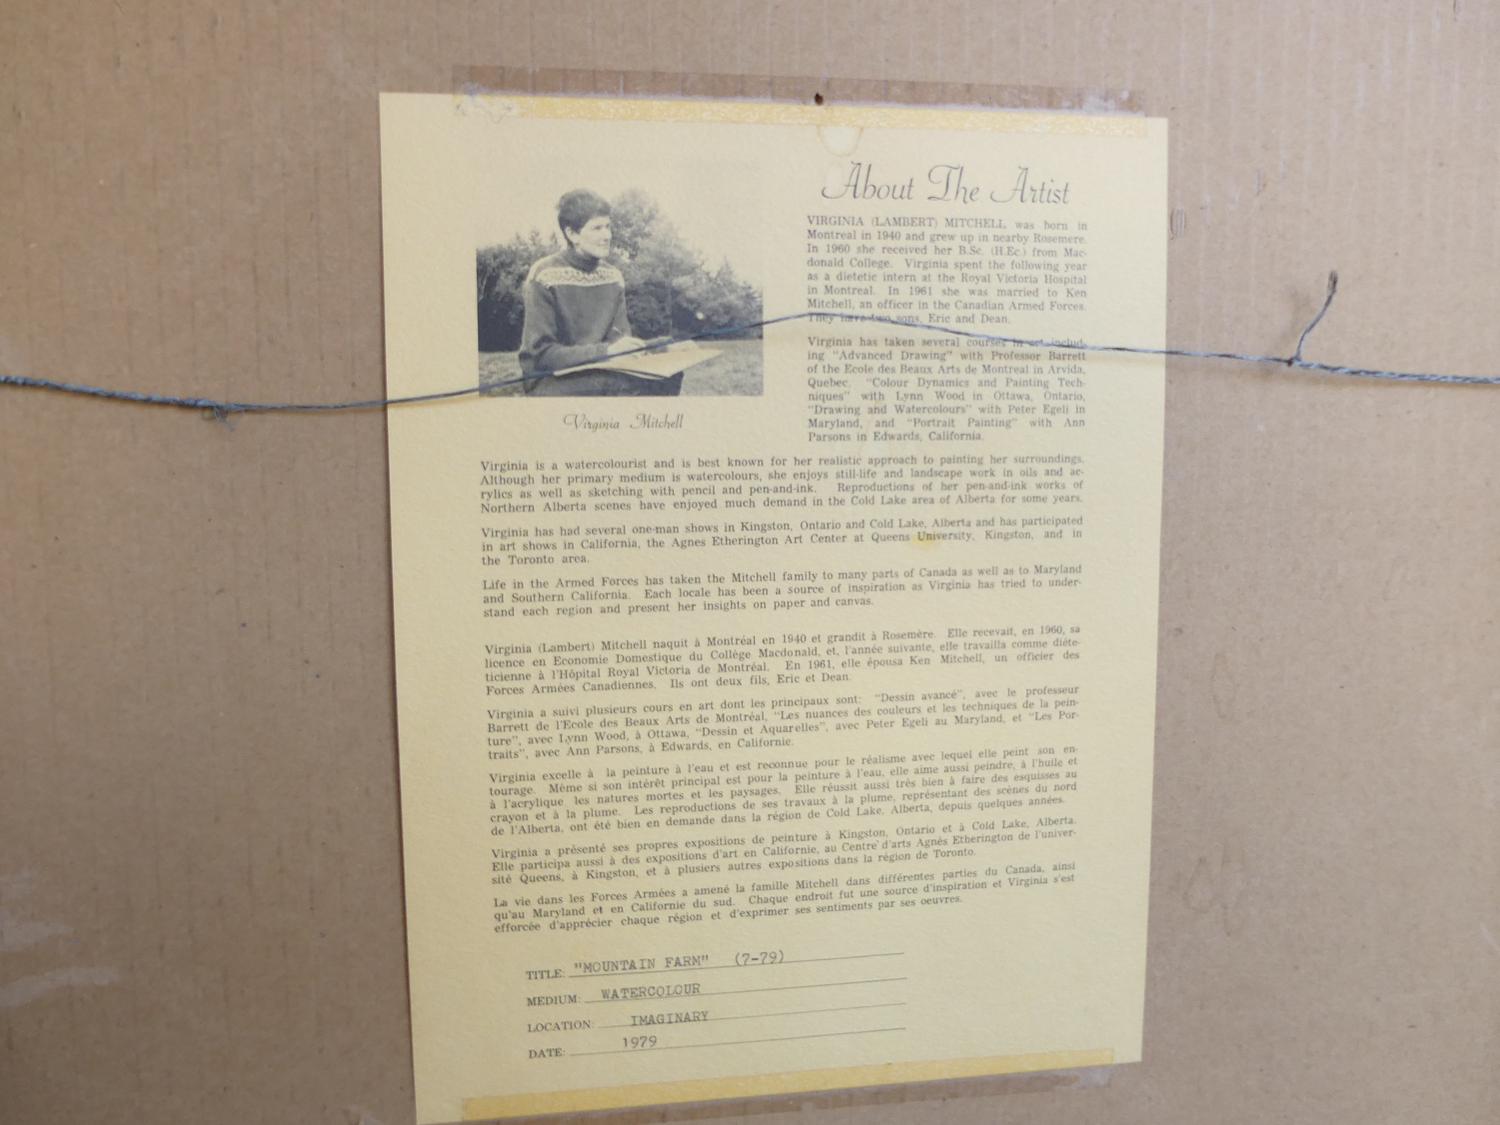 About The Artist
VIRGINIA (LAMBERT) MITCHELL was born in
Montreal in 1940 and grew up in nearby Rosemere.
In 1960 she received her B.Sc. (H.Ec.) from Mac-
donald College. Virginia spent the following year
as a dietetic intern at the Royal Victoria Hospital
in Montreal. In 1961 she was married to Ken
Mitchell, an officer in the Canadian Armed Forces.
They have two sons, Eric and Dean.
Virginia has taken several courses in art includ-
ing "Advanced Drawing" with Professor Barrett
of the Ecole des Beaux Arts de Montreal in Arvida,
Quebec, "Colour Dynamics and Painting Tech-
niques" with Lynn Wood in Ottawa, Ontario,
"Drawing and Watercolours" with Peter Egeli in
Maryland, and "Portrait Painting" with Ann
Parsons in Edwards, California.
Virginia Mitchell
Virginia is a watercolourist and is best known for her realistic approach to painting her surroundings.
Although her primary medium is watercolours, she enjoys still-life and landscape work in oils and ac-
rylics as well as sketching with pencil and pen-and-ink. Reproductions of her pen-and-ink works of
Northern Alberta scenes have enjoyed much demand in the Cold Lake area of Alberta for some years.
Virginia has had several one-man shows in Kingston, Ontario and Cold Lake, Alberta and has participated
in art shows in California, the Agnes Etherington Art Center at Queens University, Kingston, and in
the Toronto area.
Life in the Armed Forces has taken the Mitchell family to many parts of Canada as well as to Maryland
and Southern California. Each locale has been a source of inspiration as Virginia has tried to under-
stand each region and present her insights on paper and canvas.
Virginia (Lambert) Mitchell naquit à Montréal en 1940 et grandit à Rosemère. Elle recevait, en 1960, sa
licence en Economie Domestique du Collège Macdonald, et, l'année suivante, elle travailla comme diéte-
ticienne à l'Hôpital Royal Victoria de Montréal. En 1961, elle épousa Ken Mitchell, un officier des
Forces Armées Canadiennes. Ils ont deux fils, Eric et Dean.
Virginia a suivi plusieurs cours en art dont les principaux sont: "Dessin avancé", avec le professeur
Barrett de l'Ecole des Beaux Arts de Montréal, "Les nuances des couleurs et les techniques de la pein-
ture", avec Lynn Wood, à Ottawa, "Dessin et Aquarelles", avec Peter Egeli au Maryland, et "Les Por-
traits", avec Ann Parsons, à Edwards, en Californie.
Virginia excelle à la peinture à l'eau et est reconnue pour le réalisme avec lequel elle peint son en-
tourage. Même si son intérêt principal est pour la peinture à l'eau, elle aime aussi peindre, à l'huile et
à l'acrylique les natures mortes et les paysages. Elle réussit aussi très bien à faire des esquisses au
crayon et à la plume. Les reproductions de ses travaux à la plume, représentant des scènes du nord
de l'Alberta, ont été bien en demande dans la région de Cold Lake, Alberta, depuis quelques années.
Virginia a présenté ses propres expositions de peinture à Kingston, Ontario et à Cold Lake, Alberta.
Elle participa aussi à des expositions d'art en Californie, au Centre d'arts Agnès Etherington de l'univer-
sité Queens, à Kingston, et à plusiers autres expositions dans la région de Toronto.
La vie dans les Forces Armées a amené la famille Mitchell dans différentes parties du Canada, ainsi
qu'au Maryland et en Californie du sud. Chaque endroit fut une source d'inspiration et Virginia s'est
efforcée d'apprécier chaque région et d'exprimer ses sentiments par ses oeuvres.
TITLE: "MOUNTAIN FARM" (7-79)
MEDIUM: WATERCOLOUR
LOCATION: IMAGINARY
DATE: 1979